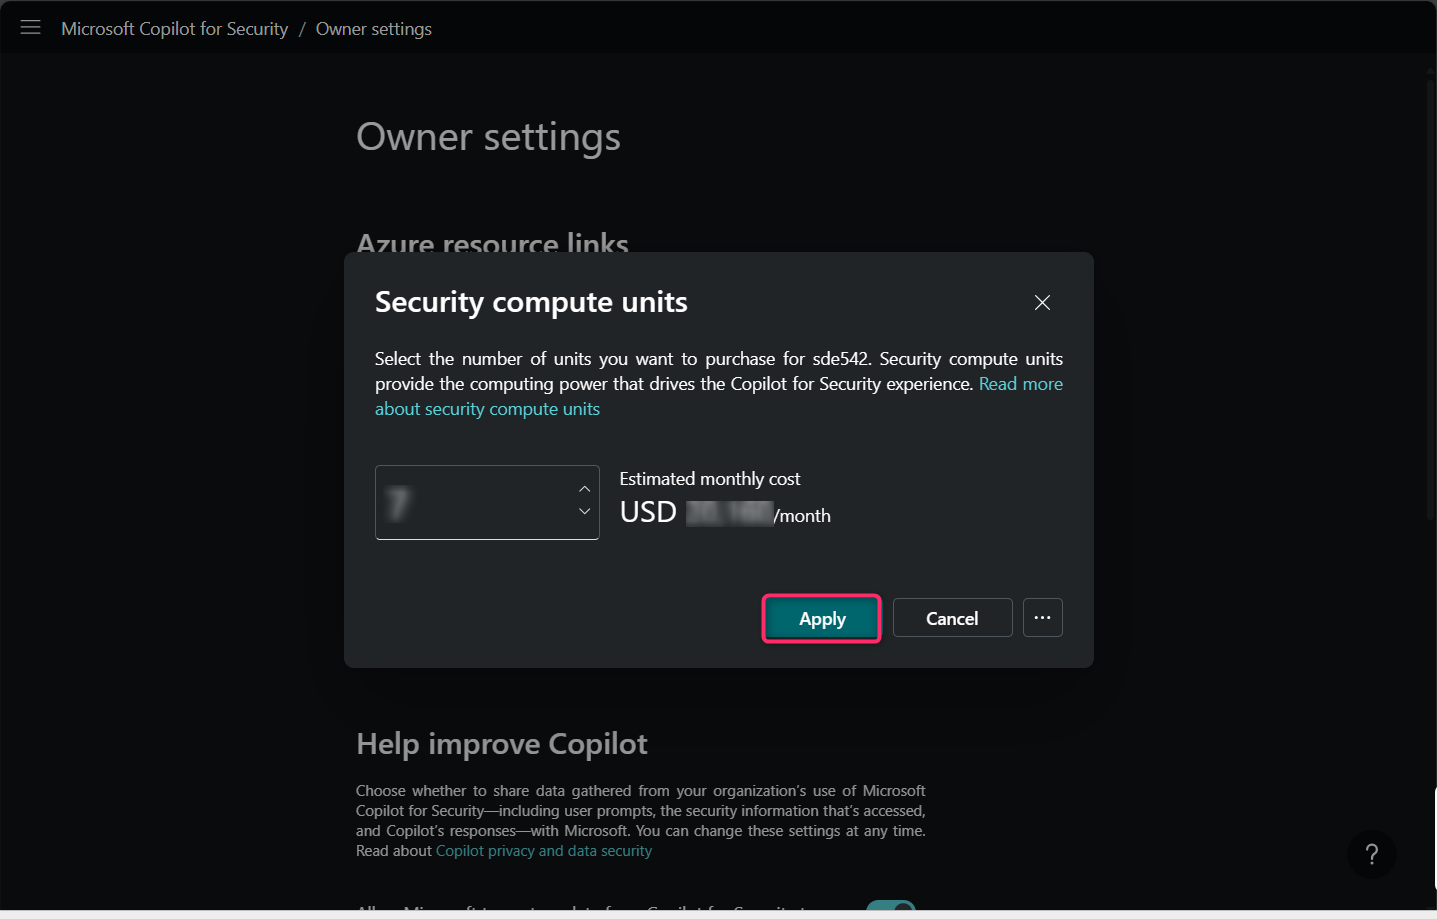 Microsoft Copilot for Security / Owner settings
Owner settings
Azure resource links
Security compute units
Select the number of units you want to purchase for sde542. Security compute units
provide the computing power that drives the Copilot for Security experience. Read more
about security compute units
7
Estimated monthly cost
USD /month
Apply
Cancel
...
Help improve Copilot
Choose whether to share data gathered from your organization's use of Microsoft
Copilot for Security—including user prompts, the security information that's accessed,
and Copilot's responses—with Microsoft. You can change these settings at any time.
Read about Copilot privacy and data security
?